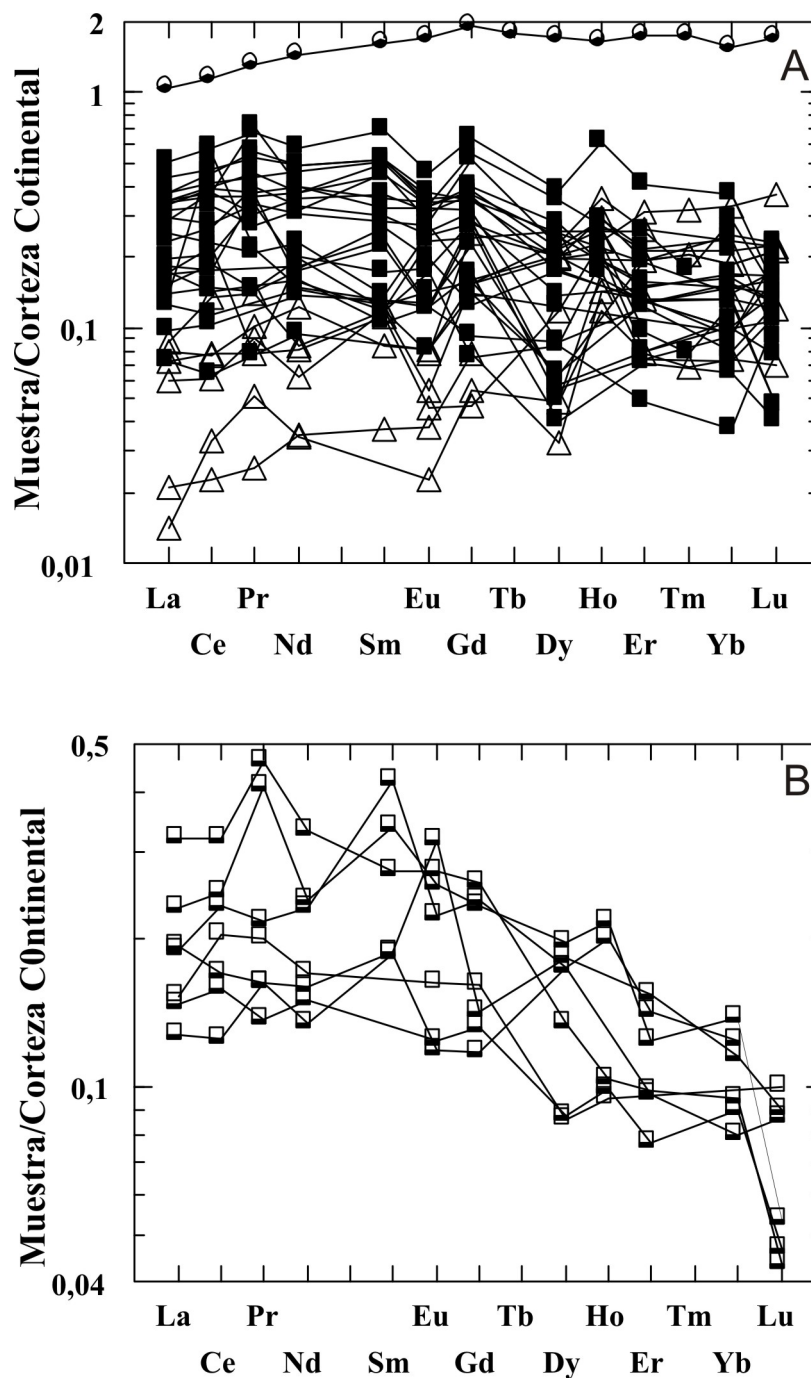 A
Muestra/Corteza Cotinental
2
1
0,1
0,01
La Pr Eu Tb Ho Tm Lu
Ce Nd Sm Gd Dy Er Yb
B
Muestra/Corteza C0ntinental
0,5
0.1
0,04
La Pr Eu Tb Ho Tm Lu
Ce Nd Sm Gd Dy Er Yb